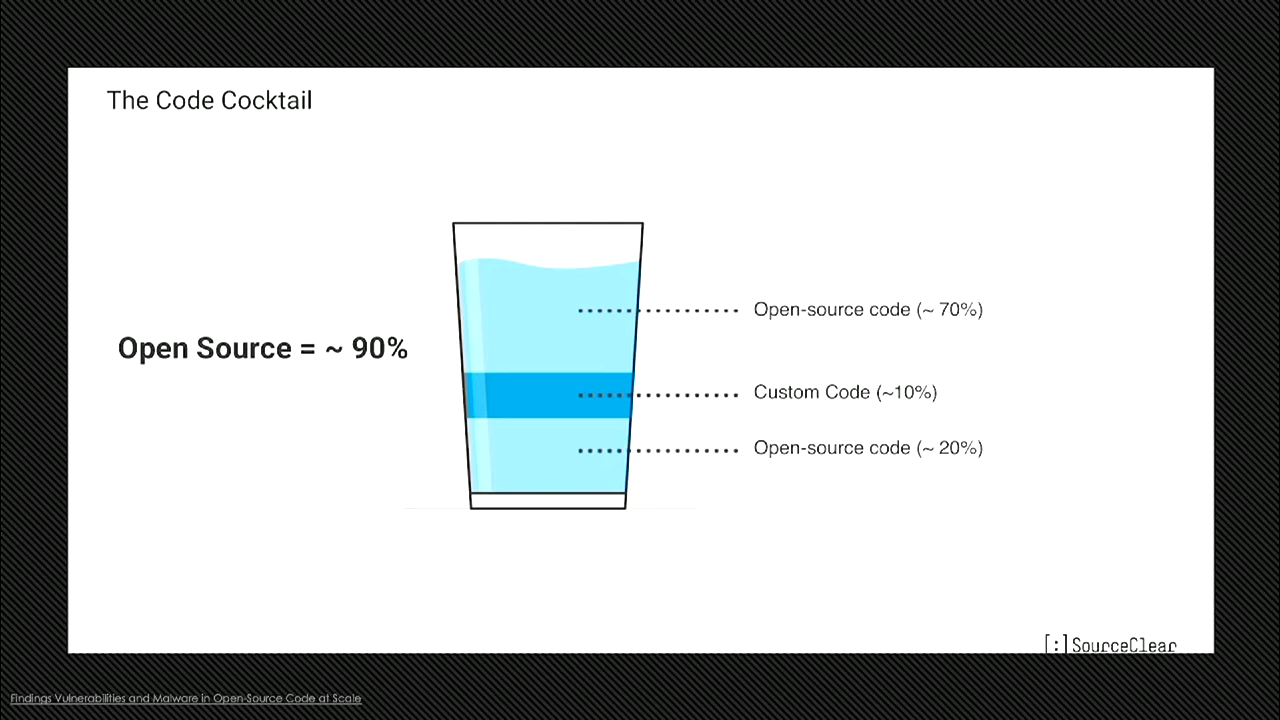 The Code Cocktail
Open Source = ~ 90%
Open-source code (~ 70%)
Custom Code (~10%)
Open-source code (~ 20%)
[:]SourceClear
Findings Vulnerabilities and Malware in Open-Source Code at Scale